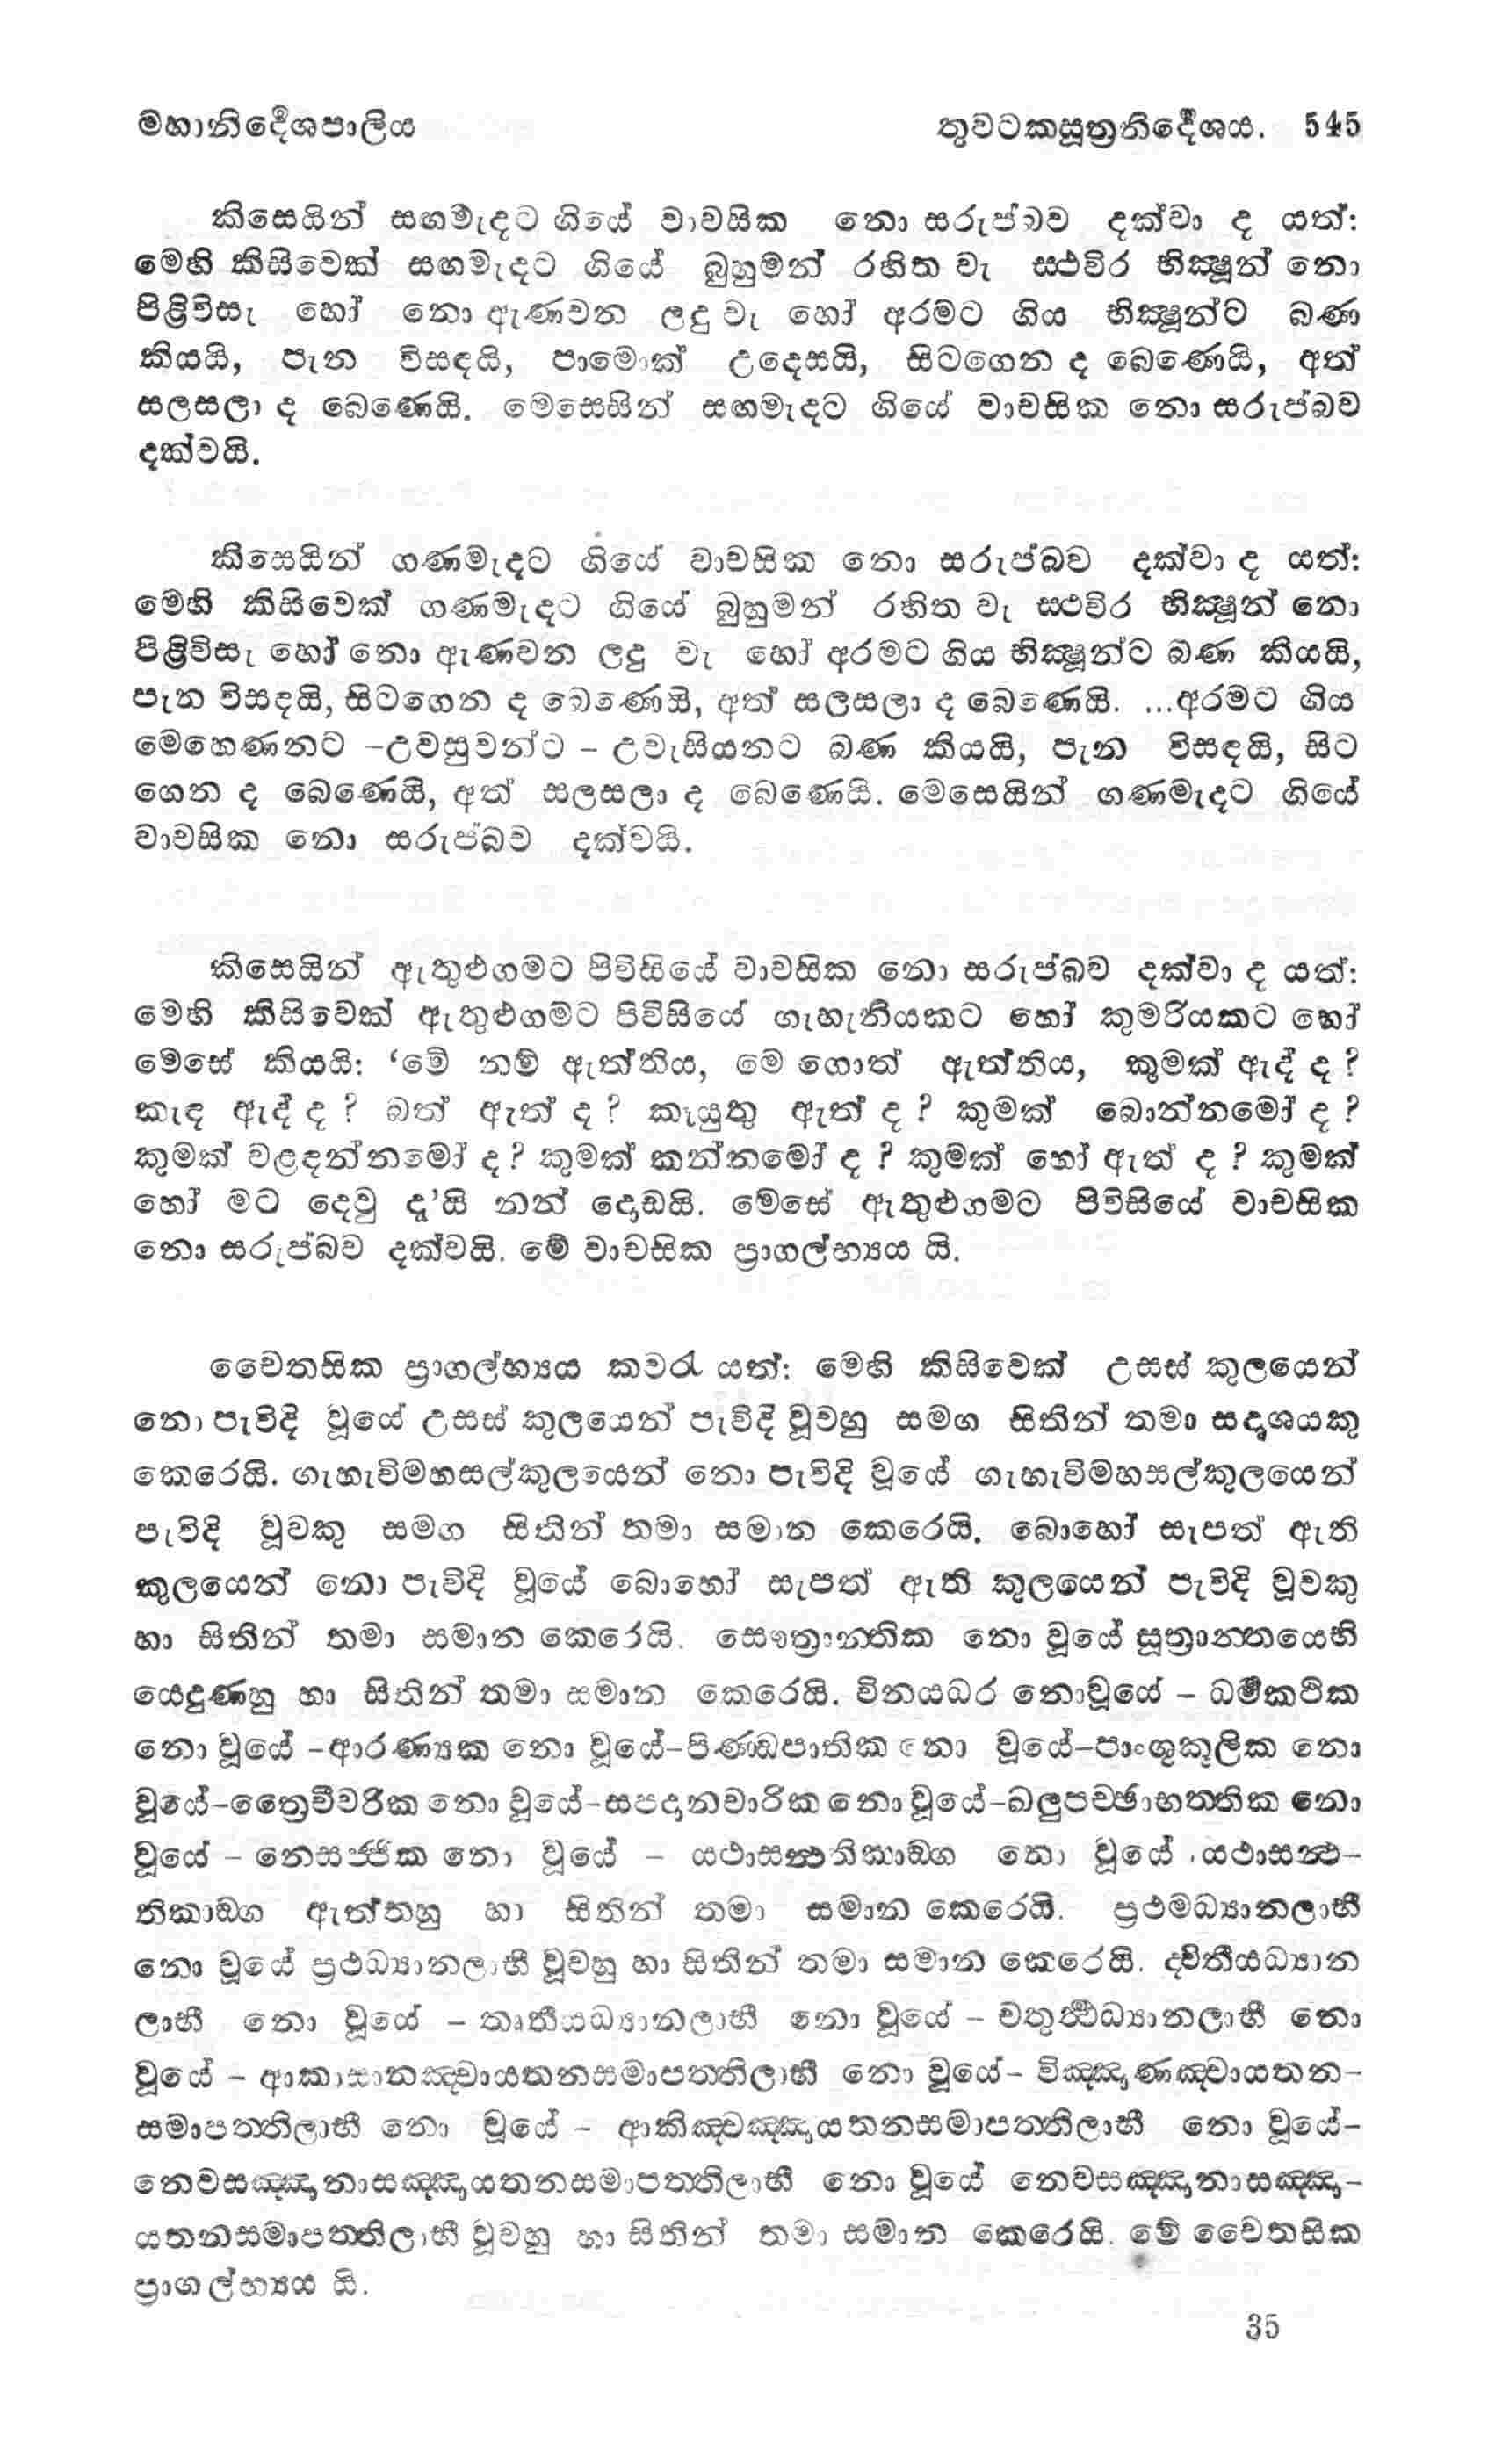 මහානිර්දේශපාලිය තුවටකසූත්‍රනිර්දේශය. 545
කිසෙයින් සඟමැදට ගියේ වාචසික නො සරුප්බව දක්වා ද යත්:
මෙහි කිසිවෙක් සඟමැදට ගියේ බුහුමන් රහිත වැ ස්ථවිර භික්‍ෂූන් නො
පිළිවිසැ හෝ නො ඇණවන ලදු වැ හෝ අරමට ගිය භික්‍ෂූන්ට බණ
කියයි, පැන විසඳයි, පාමොක් උදෙසයි, සිටගෙන ද බෙණෙයි, අත්
සලසලා ද බෙණෙයි. මෙසෙයින් සඟමැදට ගියේ වාචසික නො සරුප්බව
දක්වයි.
කිසෙයින් ගණමැදට ගියේ වාචසික නො සරුප්බව දක්වා ද යත්:
මෙහි කිසිවෙක් ගණමැදට ගියේ බුහුමන් රහිත වැ ස්ථවිර භික්‍ෂූන් නො
පිළිවිසැ හෝ නො ඇණවන ලදු වැ හෝ අරමට ගිය භික්‍ෂූන්ට බණ කියයි,
පැන විසඳයි, සිටගෙන ද බෙණෙයි, අත් සලසලා ද බෙණෙයි. ...අරමට ගිය
මෙහෙණනට -උවසුවන්ට - උවැසියනට බණ කියයි, පැන විසඳයි, සිට
ගෙන ද බෙණෙයි, අත් සලසලා ද බෙණෙයි. මෙසෙයින් ගණමැදට ගියේ
වාචසික නො සරුප්බව දක්වයි.
කිසෙයින් ඇතුළුගමට පිවිසියේ වාචසික නො සරුප්බව දක්වා ද යත්:
මෙහි කිසිවෙක් ඇතුළුගමට පිවිසියේ ගැහැනියකට හෝ කුමරියකට හෝ
මෙසේ කියයි: ‘මේ නම් ඇත්තිය, මෙ ගොත් ඇත්තිය, කුමක් ඇද්ද ?
කැඳ ඇද්ද ? බත් ඇත් ද ? කෑයුතු ඇත් ද ? කුමක් බොන්නමෝ ද ?
කුමක් වළඳන්නමෝ ද ? කුමක් කන්නමෝ ද ? කුමක් හෝ ඇත් ද ? කුමක්
හෝ මට දෙවු දූ’යි නන් දොඩයි. මෙසේ ඇතුළුගමට පිවිසියේ වාචසික
නො සරුප්බව දක්වයි. මේ වාචසික ප්‍රාගල්භ්‍යය යි.
චෛතසික ප්‍රාගල්භ්‍යය කවරැ යත්: මෙහි කිසිවෙක් උසස් කුලයෙන්
නො පැවිදි වූයේ උසස් කුලයෙන් පැවිදි වූවහු සමග සිතින් තමා සදෘශයකු
කෙරෙයි. ගැහැවිමහසල්කුලයෙන් නො පැවිදි වූයේ ගැහැවිමහසල්කුලයෙන්
පැවිදි වූවකු සමග සිතින් තමා සමාන කෙරෙයි. බොහෝ සැපත් ඇති
කුලයෙන් නො පැවිදි වූයේ බොහෝ සැපත් ඇති කුලයෙන් පැවිදි වූවකු
හා සිතින් තමා සමාන කෙරෙයි. සෞත්‍රාන්තික නො වූයේ සූත්‍රාන්තයෙහි
යෙදුණහු හා සිතින් තමා සමාන කෙරෙයි. විනයධර නොවූයේ - ධර්මකථික
නො වූයේ -ආරණ්‍යක නො වූයේ-පිණ්ඩපාතික නො වූයේ-පාංශුකූලික නො
වූයේ-ත්‍රෛචීවරික නො වූයේ-සපදානචාරික නො වූයේ-ඛලුපච්ඡාභත්තික නො
වූයේ - නෙසජ්ජික නො වූයේ - යථාසන්ථතිකාඞ්ග නො වූයේ යථාසන්ථ-
තිකාඞ්ග ඇත්තහු හා සිතින් තමා සමාන කෙරෙයි. ප්‍රථමධ්‍යානලාභී
නො වූයේ ප්‍රථධ්‍යානලාභී වූවහු හා සිතින් තමා සමාන කෙරෙයි. ද්විතීයධ්‍යාන
ලාභී නො වූයේ - තෘතීයධ්‍යානලාභී නො වූයේ - චතුර්ථධ්‍යානලාභී නො
වූයේ - ආකාසානඤ්චායතනසමාපත්තිලාභී නො වූයේ- විඤ්ඤාණඤ්චායතන-
සමාපත්තිලාභී නො වූයේ - ආකිඤ්චඤ්ඤායතනසමාපත්තිලාභී නො වූයේ-
නෙවසඤ්ඤානාසඤ්ඤායතනසමාපත්තිලාභී නො වූයේ නෙවසඤ්ඤානාසඤ්ඤා-
යතනසමාපත්තිලාභී වූවහු හා සිතින් තමා සමාන කෙරෙයි. මේ චෛතසික
ප්‍රාගල්භ්‍යය යි.
35